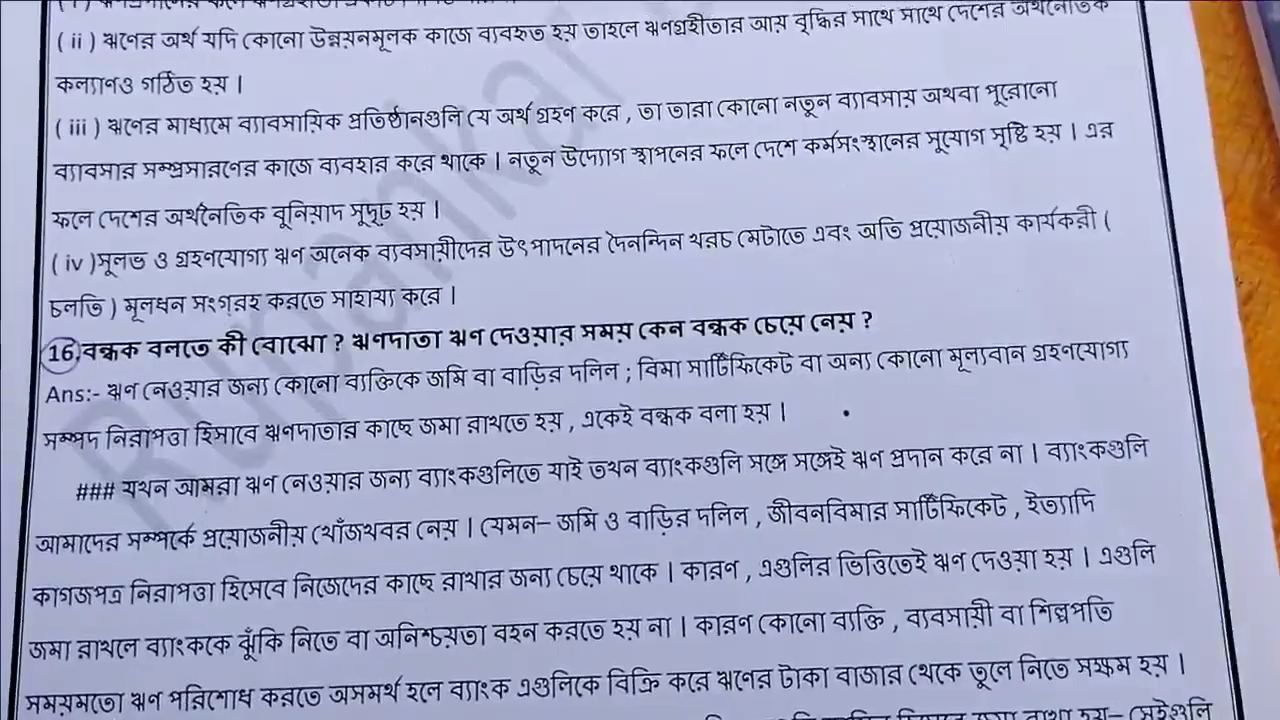 ( ii ) ঋণের অর্থ যদি কোনো উন্নয়নমূলক কাজে ব্যবহৃত হয় তাহলে ঋণগ্রহীতার আয় বৃদ্ধির সাথে সাথে দেশের অর্থনৈতিক
কল্যাণও গঠিত হয় ।
( iii ) ঋণের মাধ্যমে ব্যাবসায়িক প্রতিষ্ঠানগুলি যে অর্থ গ্রহণ করে , তা তারা কোনো নতুন ব্যাবসায় অথবা পুরোনো
ব্যাবসার সম্প্রসারণের কাজে ব্যবহার করে থাকে । নতুন উদ্যোগ স্থাপনের ফলে দেশে কর্মসংস্থানের সুযোগ সৃষ্টি হয় । এর
ফলে দেশের অর্থনৈতিক বুনিয়াদ সুদৃঢ় হয় ।
( iv )সুলভ ও গ্রহণযোগ্য ঋণ অনেক ব্যবসায়ীদের উৎপাদনের দৈনন্দিন খরচ মেটাতে এবং অতি প্রয়োজনীয় কার্যকরী (
চলতি ) মূলধন সংগ্রহ করতে সাহায্য করে ।
16,বন্ধক বলতে কী বোঝো ? ঋণদাতা ঋণ দেওয়ার সময় কেন বন্ধক চেয়ে নেয় ?
Ans:- ঋণ নেওয়ার জন্য কোনো ব্যক্তিকে জমি বা বাড়ির দলিল ; বিমা সার্টিফিকেট বা অন্য কোনো মূল্যবান গ্রহণযোগ্য
সম্পদ নিরাপত্তা হিসাবে ঋণদাতার কাছে জমা রাখতে হয় , একেই বন্ধক বলা হয় ।
### যখন আমরা ঋণ নেওয়ার জন্য ব্যাংকগুলিতে যাই তখন ব্যাংকগুলি সঙ্গে সঙ্গেই ঋণ প্রদান করে না । ব্যাংকগুলি
আমাদের সম্পর্কে প্রয়োজনীয় খোঁজখবর নেয় । যেমন– জমি ও বাড়ির দলিল , জীবনবিমার সার্টিফিকেট , ইত্যাদি
কাগজপত্র নিরাপত্তা হিসেবে নিজেদের কাছে রাখার জন্য চেয়ে থাকে । কারণ , এগুলির ভিত্তিতেই ঋণ দেওয়া হয় । এগুলি
জমা রাখলে ব্যাংককে ঝুঁকি নিতে বা অনিশ্চয়তা বহন করতে হয় না । কারণ কোনো ব্যক্তি , ব্যবসায়ী বা শিল্পপতি
সময়মতো ঋণ পরিশোধ করতে অসমর্থ হলে ব্যাংক এগুলিকে বিক্রি করে ঋণের টাকা বাজার থেকে তুলে নিতে সক্ষম হয় ।